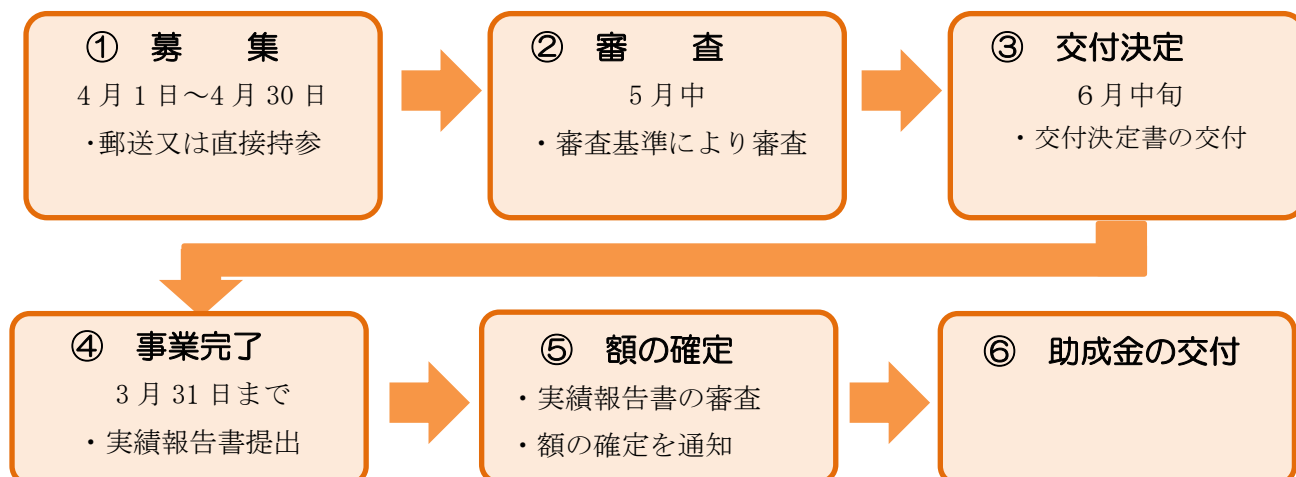 ① 募　集
4月1日～4月30日
・郵送又は直接持参
② 審　査
5月中
・審査基準により審査
③ 交付決定
６月中旬
・交付決定書の交付
④ 事業完了
3月31日まで
・実績報告書提出
⑤ 額の確定
・実績報告書の審査
・額の確定を通知
⑥ 助成金の交付